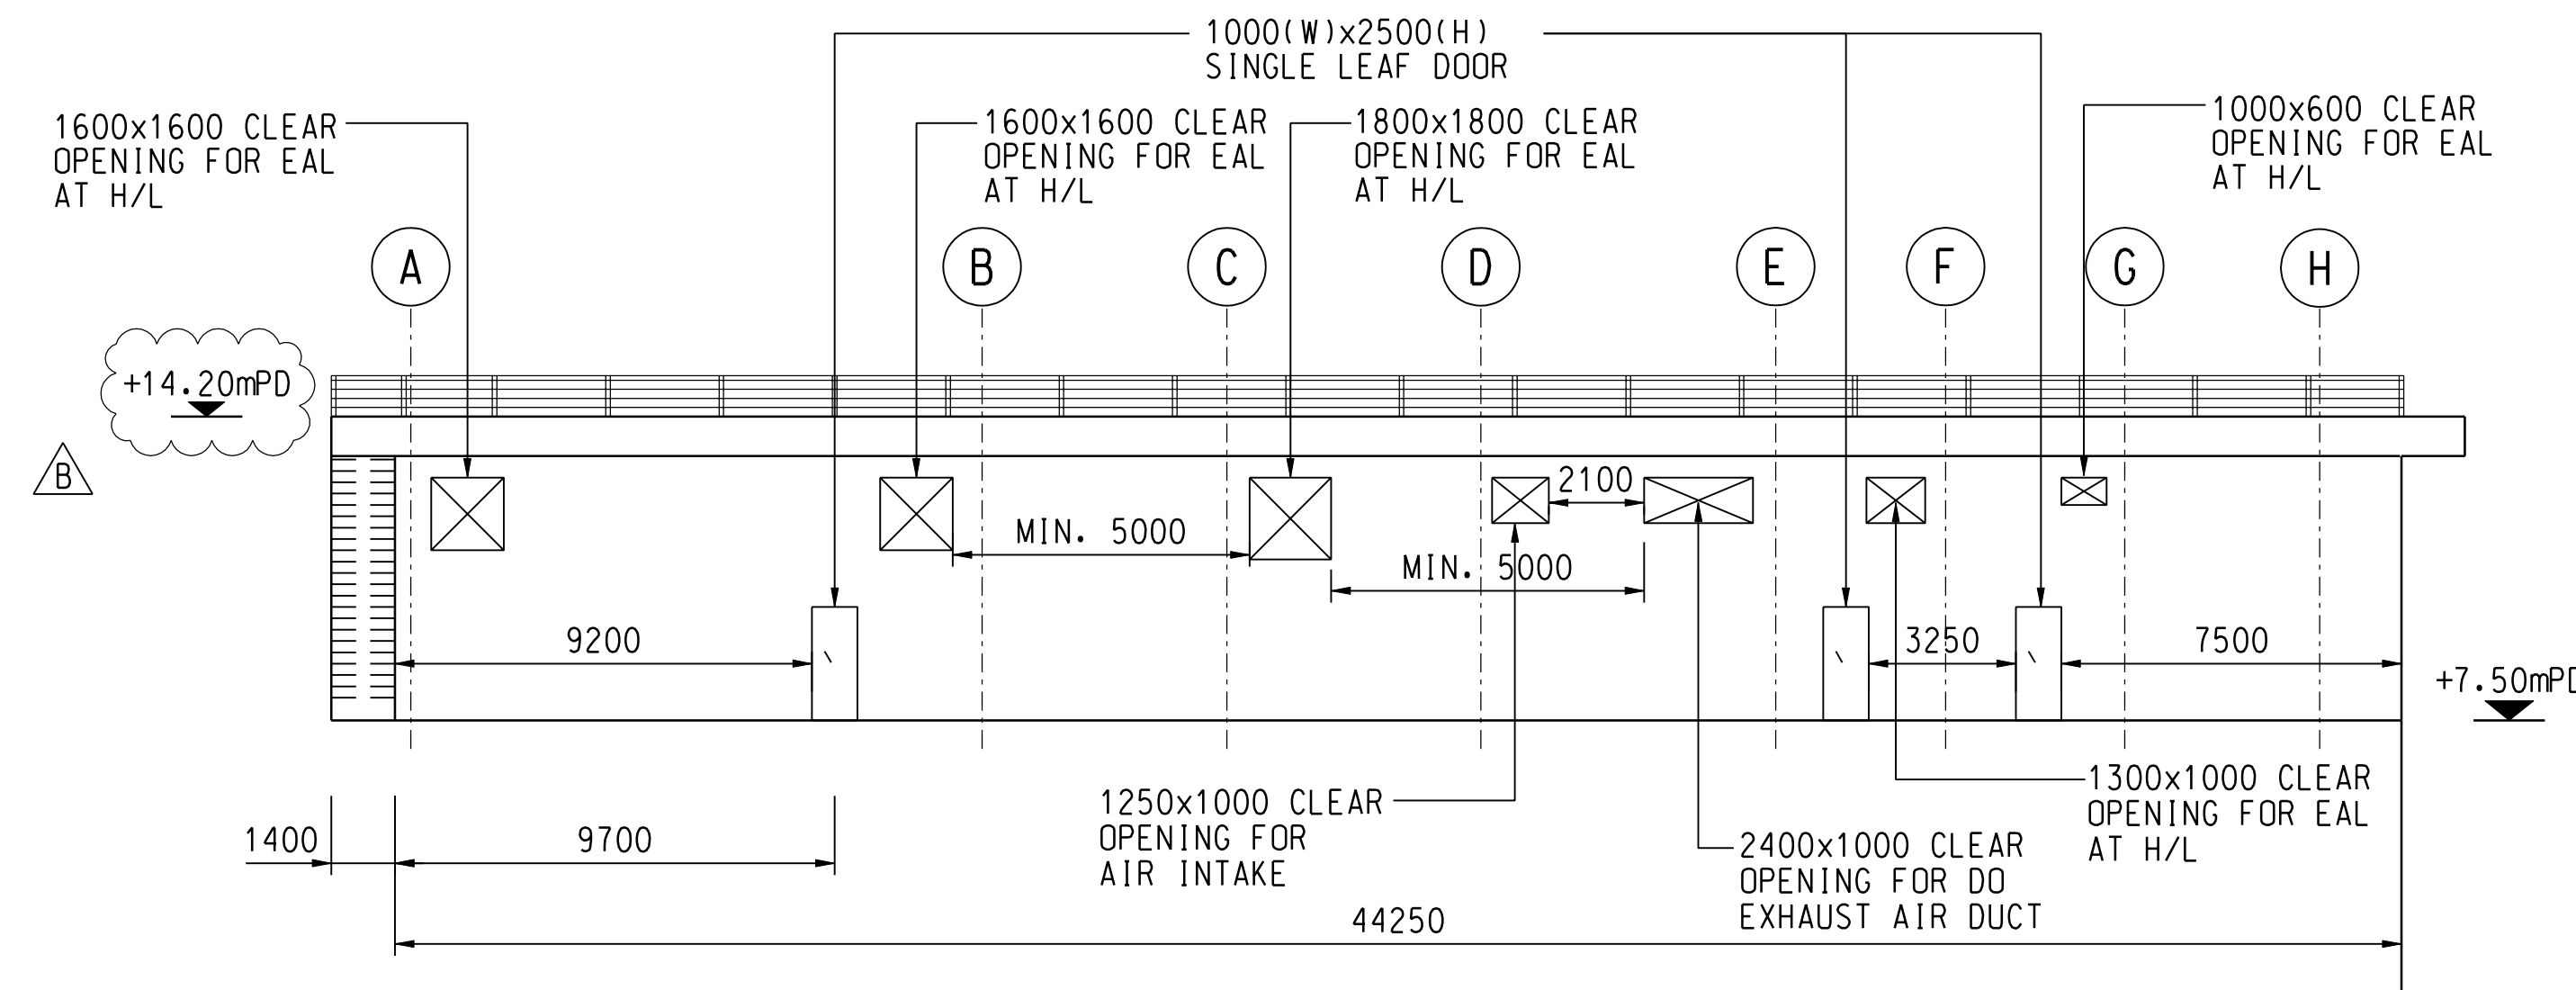 1000(W)x2500(H)
SINGLE LEAF DOOR
1600x1600 CLEAR
OPENING FOR EAL
AT H/L
1600x1600 CLEAR
OPENING FOR EAL
AT H/L
1800x1800 CLEAR
OPENING FOR EAL
AT H/L
1000x600 CLEAR
OPENING FOR EAL
AT H/L
A
B
C
D
E
F
G
H
+14.20mPD
B
2100
MIN. 5000
MIN. 5000
9200
3250
7500
+7.50mPD
1400
9700
1250x1000 CLEAR
OPENING FOR
AIR INTAKE
2400x1000 CLEAR
OPENING FOR DO
EXHAUST AIR DUCT
1300x1000 CLEAR
OPENING FOR EAL
AT H/L
44250